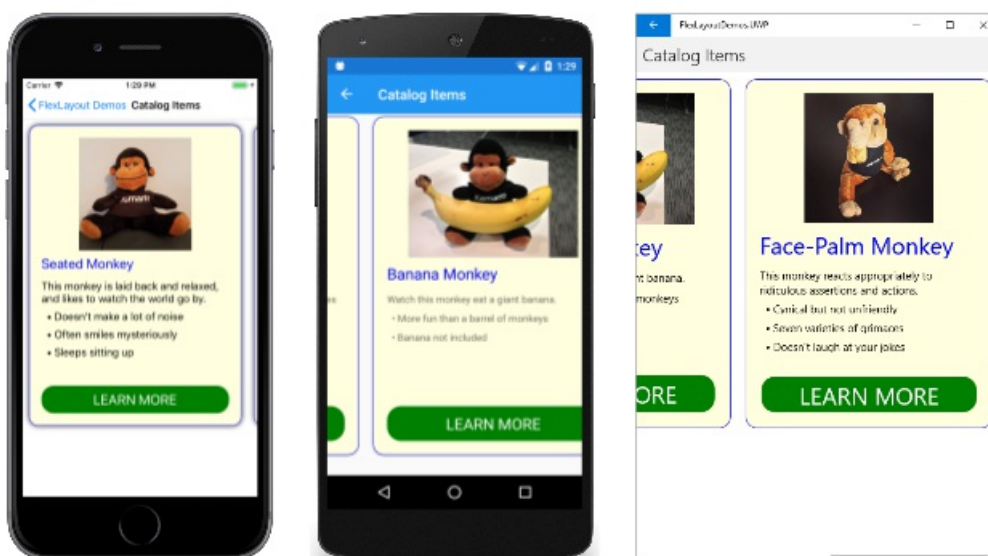 Carrier
1:29 PM
FlexLayout Demos
Catalog Items
Seated Monkey
This monkey is laid back and relaxed,
and likes to watch the world go by.
• Doesn't make a lot of noise
• Often smiles mysteriously
• Sleeps sitting up
LEARN MORE
1:29
Catalog Items
Banana Monkey
Watch this monkey eat a giant banana.
• More fun than a barrel of monkeys
• Banana not included
LEARN MORE
FlexLayoutDemos.UWP
Catalog Items
key
nt banana.
monkeys
ORE
Face-Palm Monkey
This monkey reacts appropriately to
ridiculous assertions and actions.
• Cynical but not unfriendly
• Seven varieties of grimaces
• Doesn't laugh at your jokes
LEARN MORE